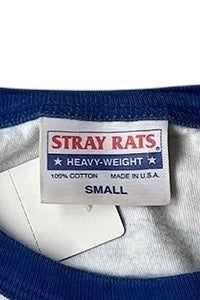 STRAY RATS.
★ HEAVY-WEIGHT ★
100% COTTON MADE IN U.S.A.
SMALL